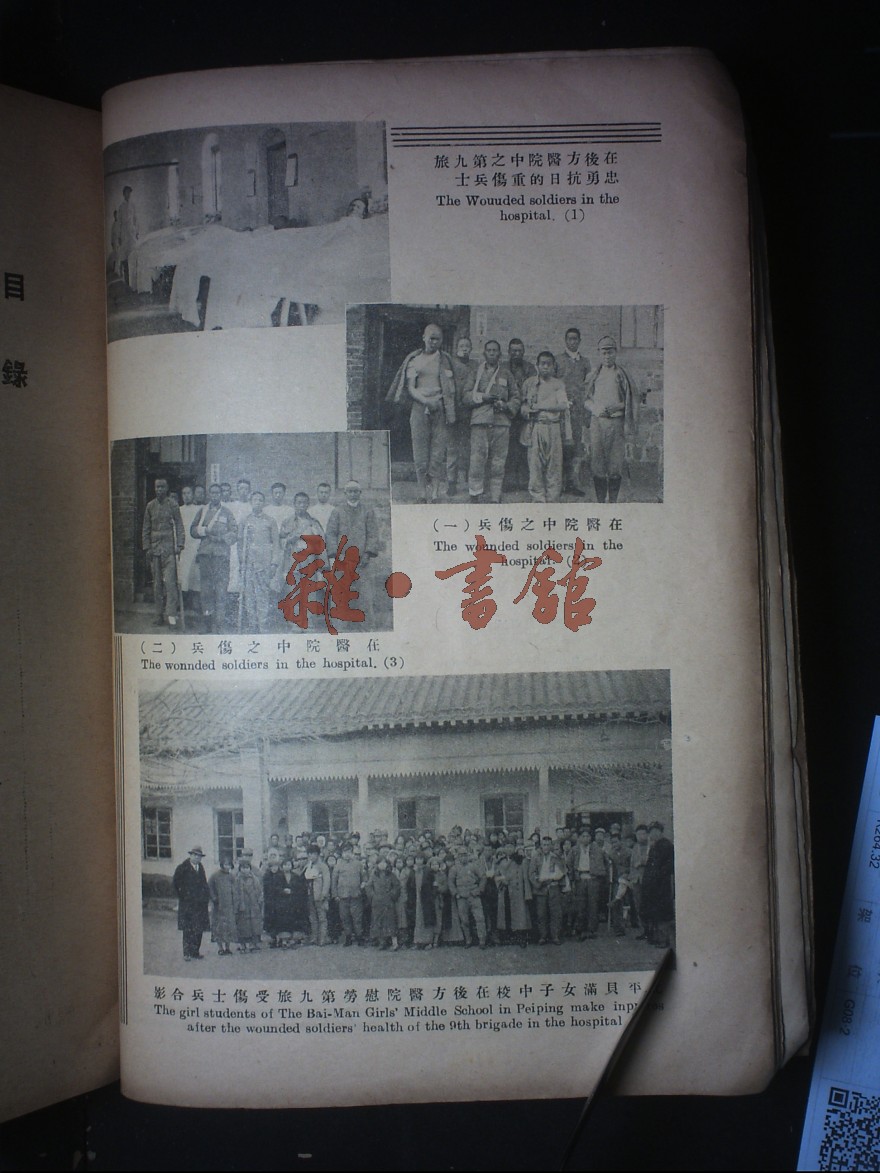 目
錄
在後方醫院中之第九旅
忠勇抗日的重傷兵士
The Wouuded soldiers in the
hospital. (1)
在醫院中之傷兵（一）
The wounded soldiers in the
hospital.
在醫院中之傷兵（二）
The wonnded soldiers in the hospital. (3)
雜·書館
平貝滿女子中校在後方醫院慰勞第九旅受傷士兵合影
The girl students of The Bai-Man Girls' Middle School in Peiping make
after the wounded soldiers' health of the 9th brigade in the hospital
G08-2